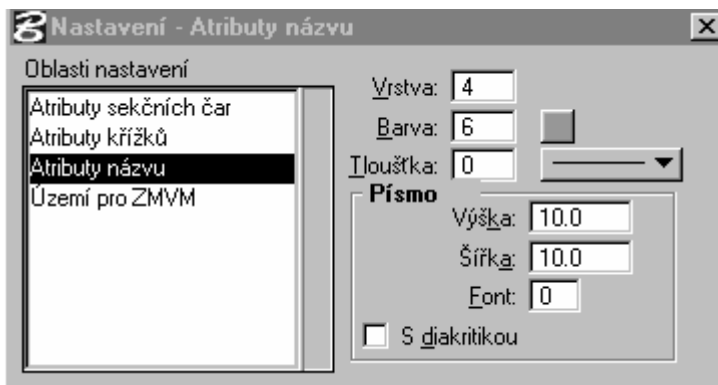 Nastavení - Atributy názvu
Oblasti nastavení
Atributy sekčních čar
Atributy křížků
Atributy názvu
Území pro ZMVM
Vrstva: 4
Barva: 6
Tloušťka: 0
Písmo
Výška: 10.0
Šířka: 10.0
Font: 0
S diakritikou